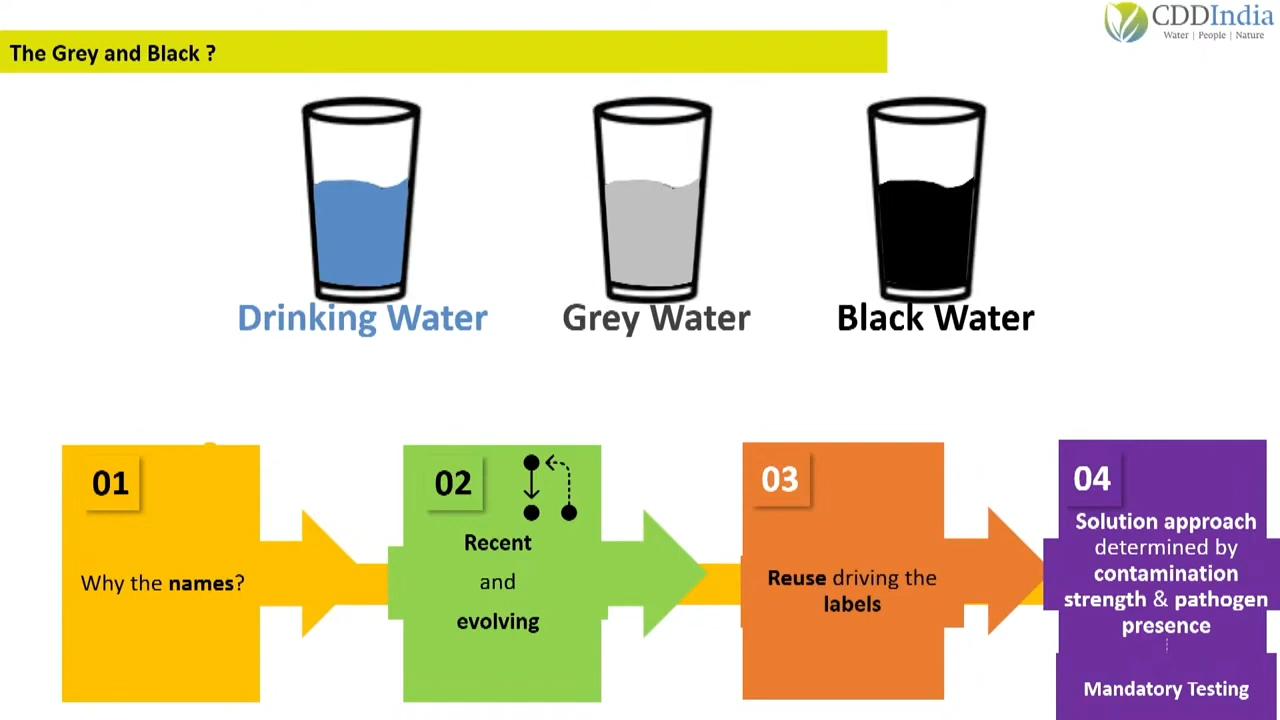 CDDIndia
Water | People | Nature
The Grey and Black ?
Drinking Water
Grey Water
Black Water
01
Why the names?
02
Recent
and
evolving
03
Reuse driving the
labels
04
Solution approach
determined by
contamination
strength & pathogen
presence
Mandatory Testing